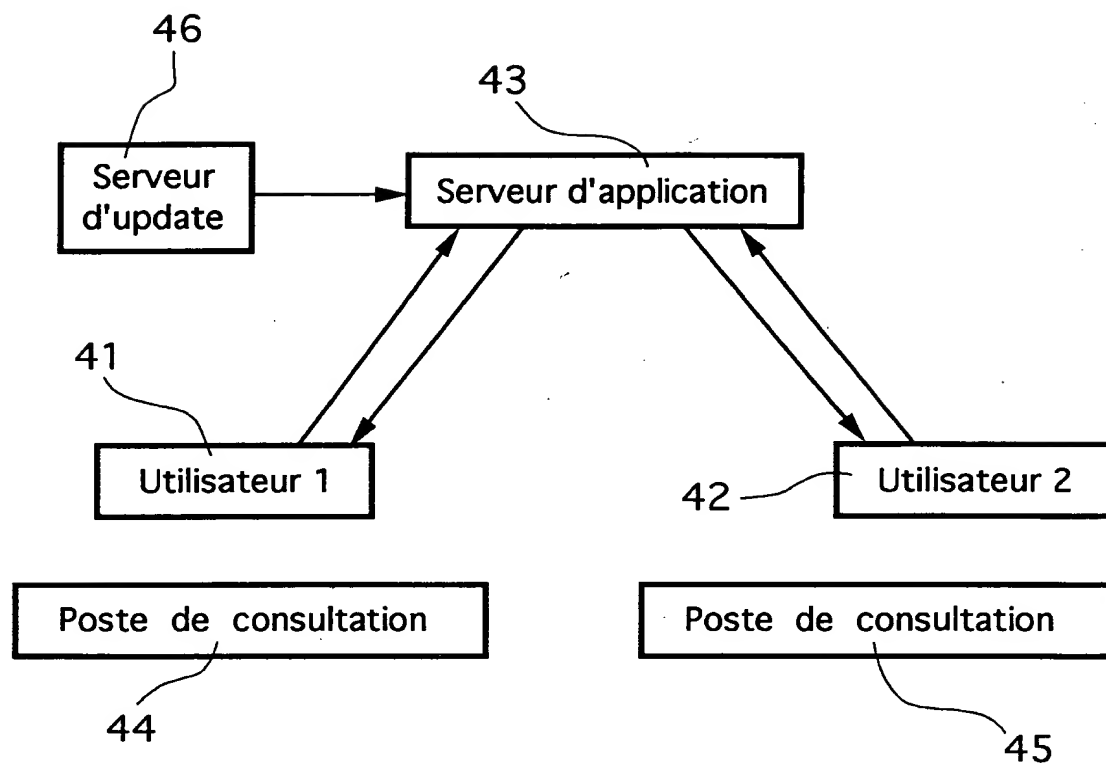 46
43
Serveur
d'update
Serveur d'application
41
Utilisateur 1
42
Utilisateur 2
Poste de consultation
Poste de consultation
44
45